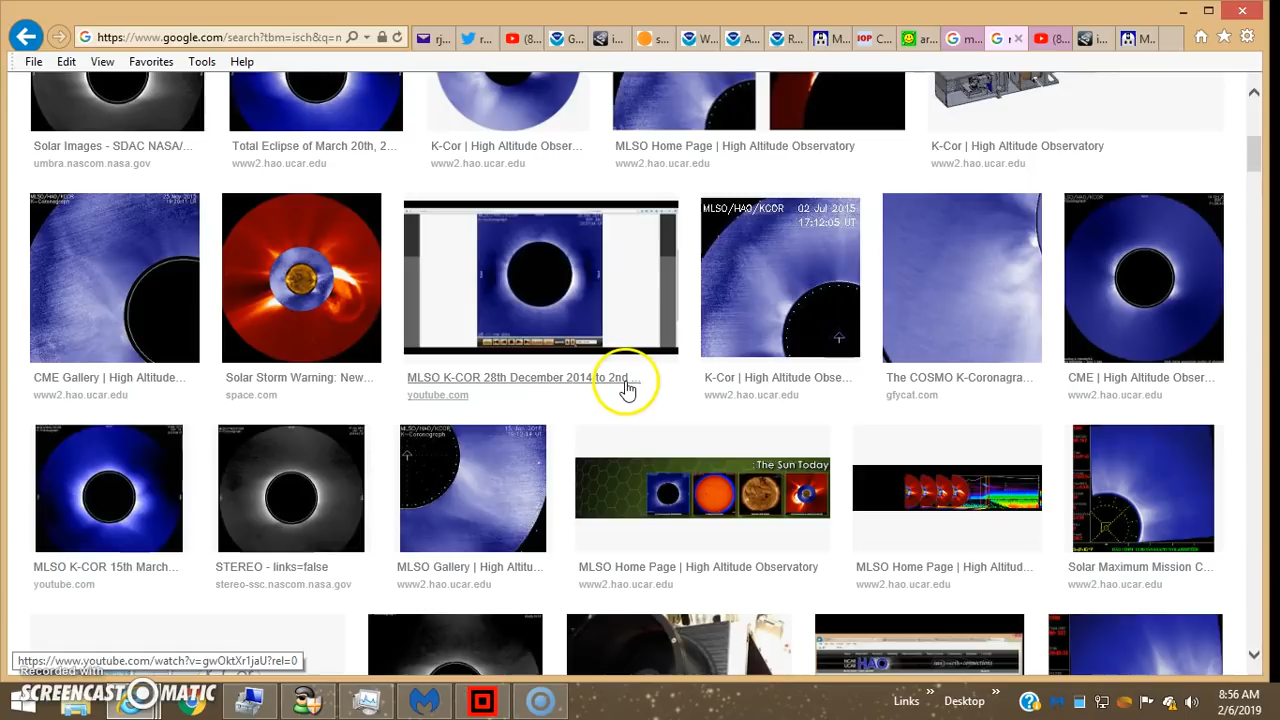 https://www.google.com/search?tbm=isch&q=n
rj...
r...
(8...
G...
i...
s...
W...
A...
R...
M...
IOP C...
ar...
m...
r
(8...
i...
M...
File Edit View Favorites Tools Help
Solar Images - SDAC NASA/...
umbra.nascom.nasa.gov
Total Eclipse of March 20th, 2...
www2.hao.ucar.edu
K-Cor | High Altitude Obser...
www2.hao.ucar.edu
MLSO Home Page | High Altitude Observatory
www2.hao.ucar.edu
K-Cor | High Altitude Observatory
www2.hao.ucar.edu
MLSO/HAO/KCOR
02 Jul 2015
17:12:05 UT
CME Gallery | High Altitude...
www2.hao.ucar.edu
Solar Storm Warning: New...
space.com
MLSO K-COR 28th December 2014 to 2nd ...
youtube.com
K-Cor | High Altitude Obse...
www2.hao.ucar.edu
The COSMO K-Coronagra...
gfycat.com
CME | High Altitude Obser...
www2.hao.ucar.edu
:The Sun Today
MLSO K-COR 15th March...
youtube.com
STEREO - links=false
stereo-ssc.nascom.nasa.gov
MLSO Gallery | High Altitu...
www2.hao.ucar.edu
MLSO Home Page | High Altitude Observatory
www2.hao.ucar.edu
MLSO Home Page | High Altitud...
www2.hao.ucar.edu
Solar Maximum Mission C...
www2.hao.ucar.edu
HAO
https://www.youtube.com/watch?v=gwOktXr1jaU?rel=0
Recorded with
SCREENCAST MATIC
Links
Desktop
8:56 AM
2/6/2019